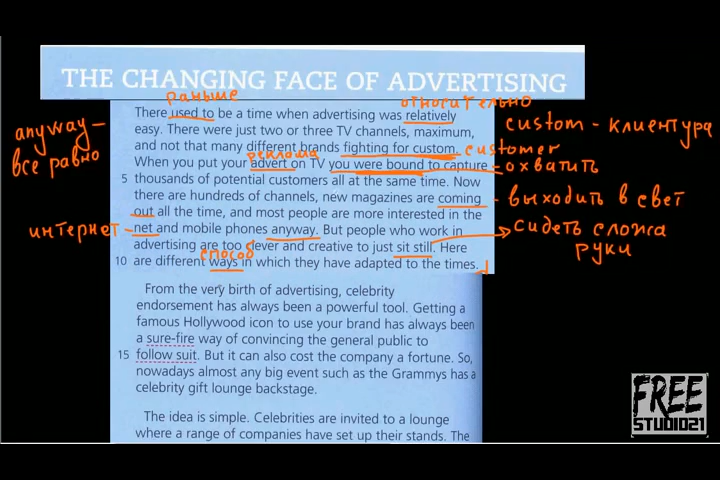 THE CHANGING FACE OF ADVERTISING
раньше
относительно
There used to be a time when advertising was relatively
easy. There were just two or three TV channels, maximum,
and not that many different brands fighting for custom.
customer
custom - клиентура
anyway –
все равно
реклама
When you put your advert on TV you were bound to capture
- охватить
5 thousands of potential customers all at the same time. Now
there are hundreds of channels, new magazines are coming
- выходить в свет
out all the time, and most people are more interested in the
интернет - net and mobile phones anyway. But people who work in
сидеть сложа
руки
advertising are too clever and creative to just sit still. Here
способ
10 are different ways in which they have adapted to the times.
From the very birth of advertising, celebrity
endorsement has always been a powerful tool. Getting a
famous Hollywood icon to use your brand has always been
a sure-fire way of convincing the general public to
15 follow suit. But it can also cost the company a fortune. So,
nowadays almost any big event such as the Grammys has a
celebrity gift lounge backstage.
The idea is simple. Celebrities are invited to a lounge
where a range of companies have set up their stands. The
FREE
STUDIO21